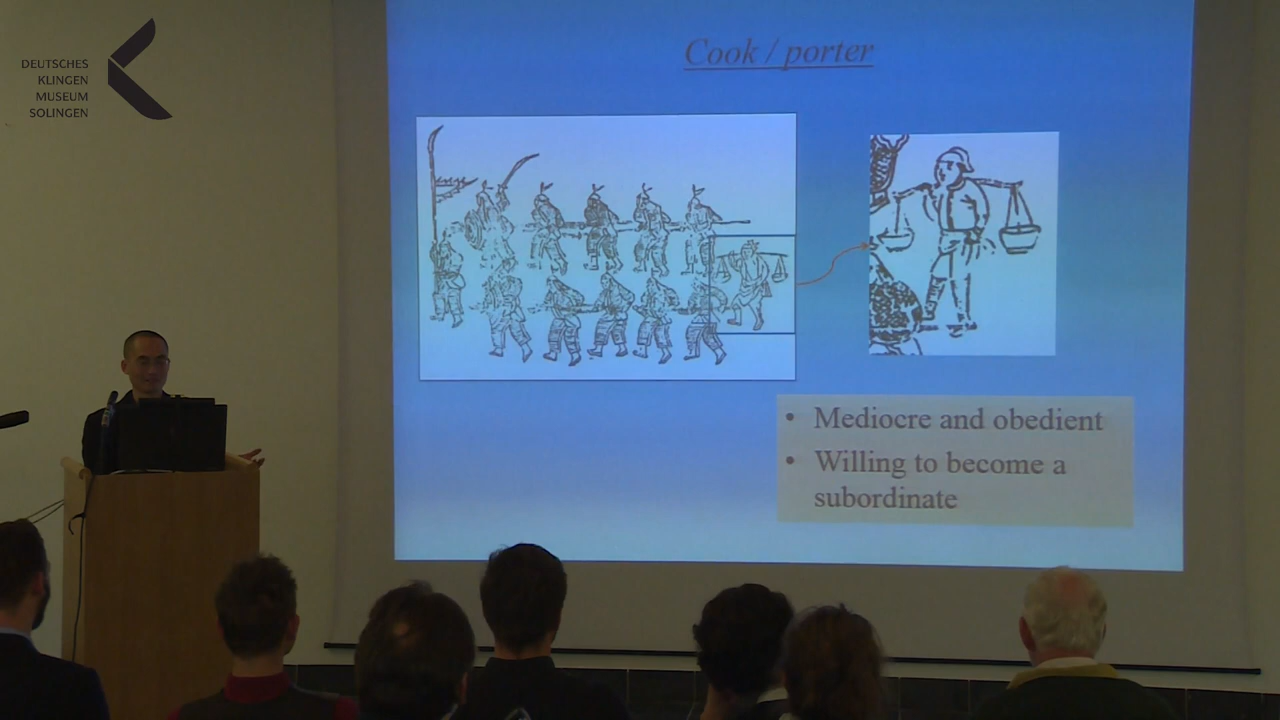 DEUTSCHES
KLINGEN
MUSEUM
SOLINGEN
Cook / porter
• Mediocre and obedient
• Willing to become a
subordinate